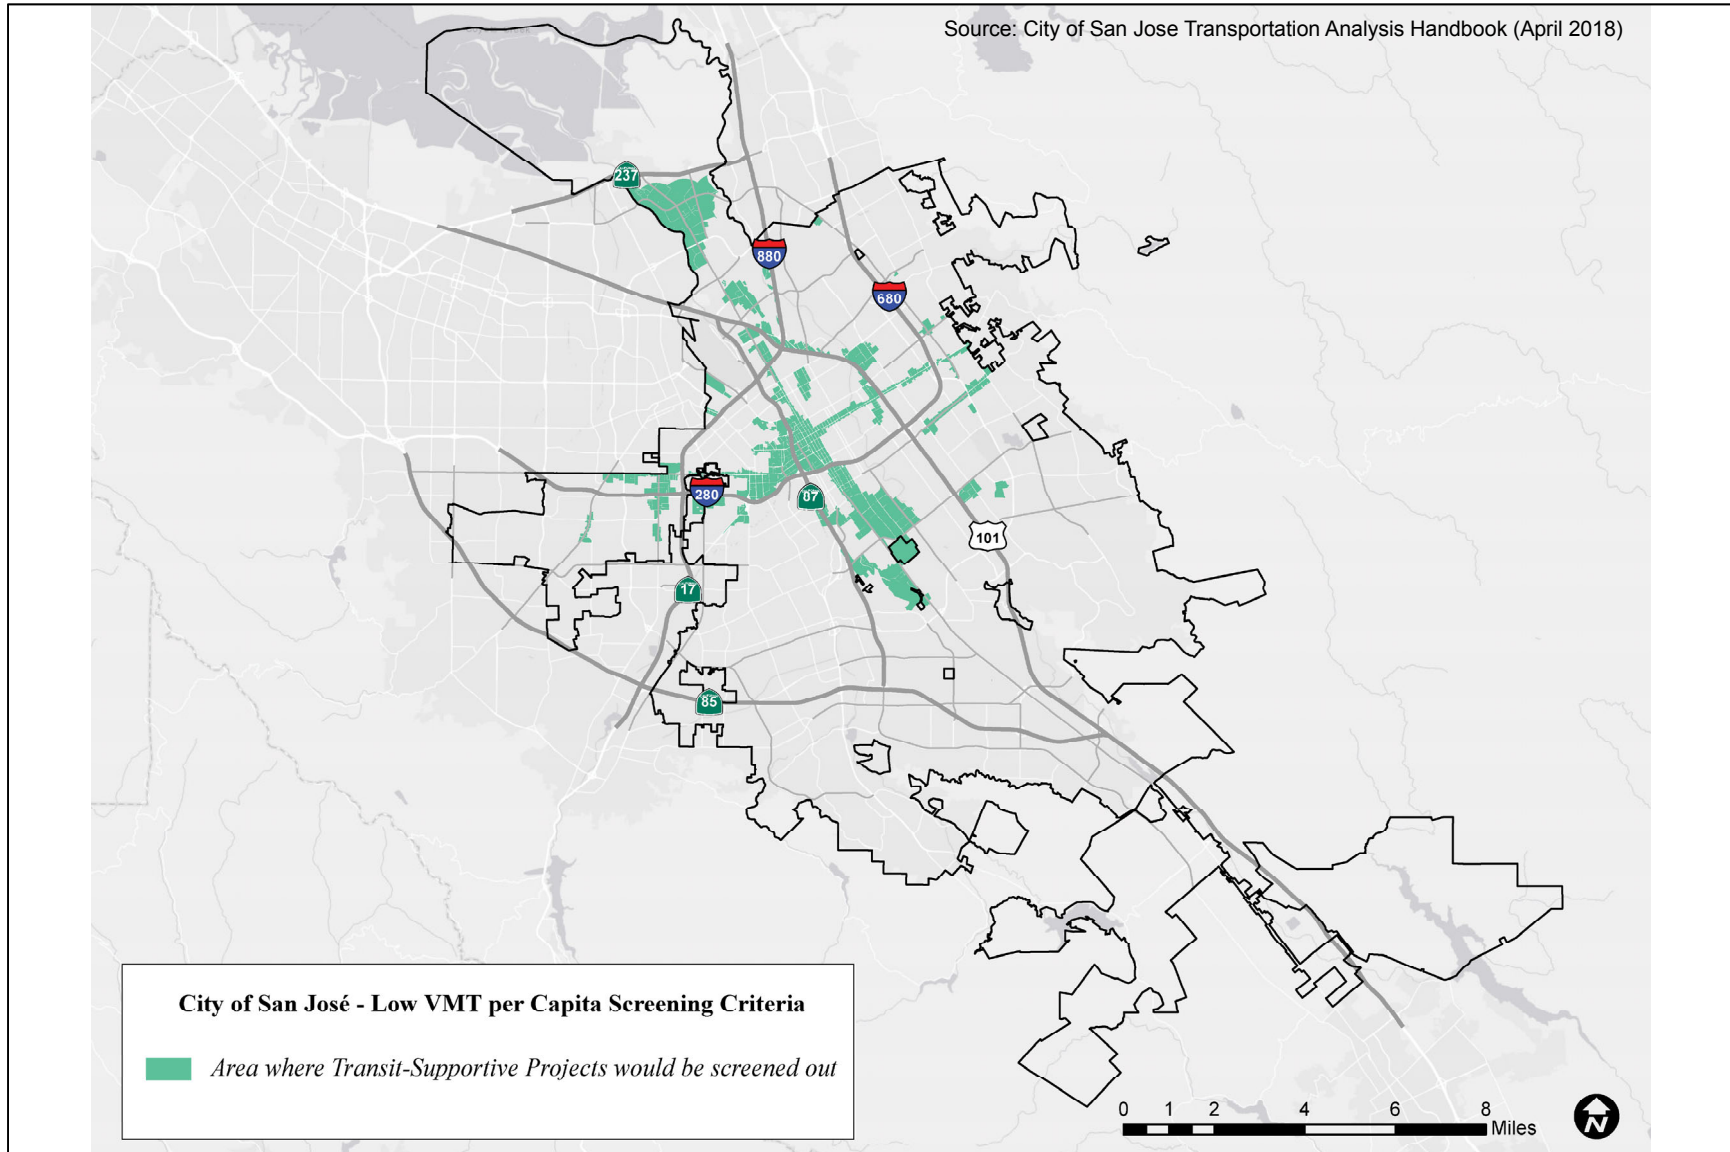 Source: City of San Jose Transportation Analysis Handbook (April 2018)
237
880
680
280
87
101
17
85
City of San José - Low VMT per Capita Screening Criteria
Area where Transit-Supportive Projects would be screened out
0 1 2 4 6 8
Miles
N